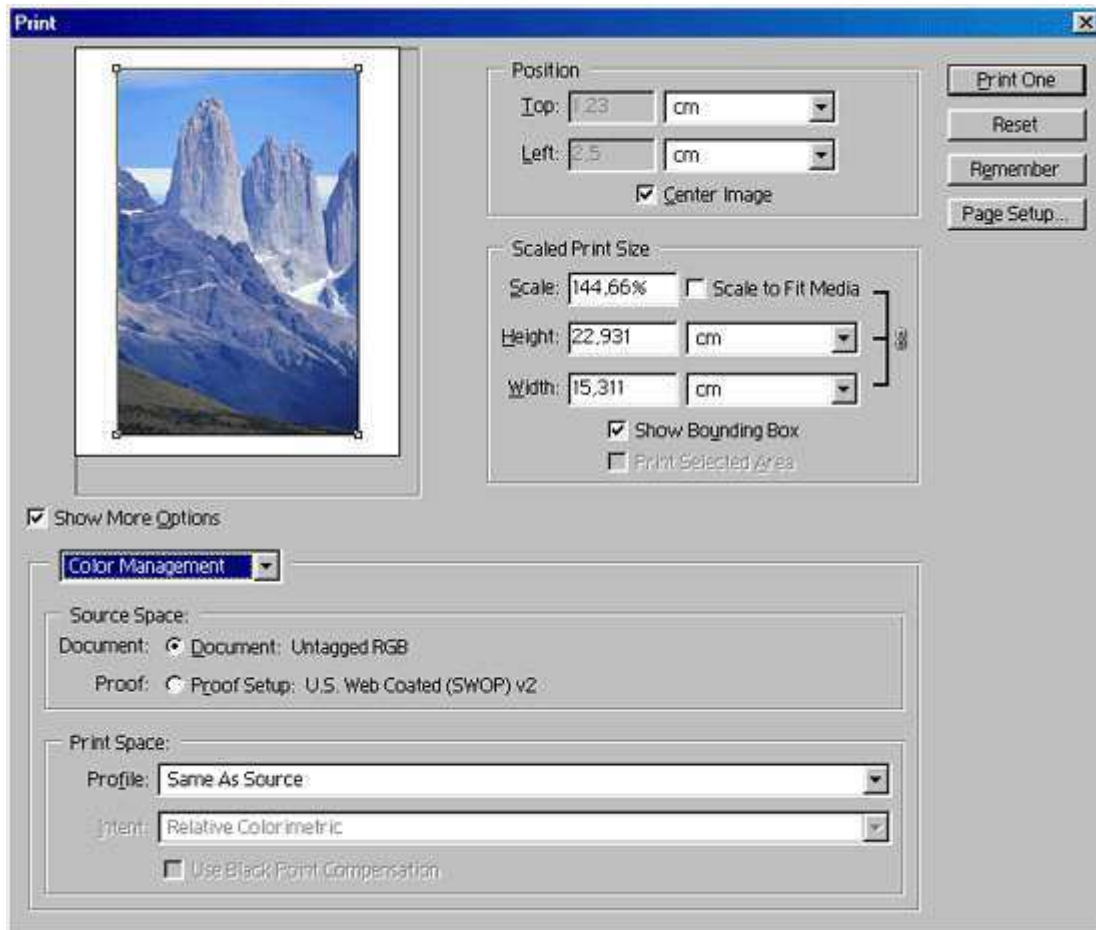 Print
Position
Top: 1.23 cm
Left: 2,5 cm
Center Image
Print One
Reset
Remember
Page Setup...
Scaled Print Size
Scale: 144,66% Scale to Fit Media
Height: 22,931 cm
Width: 15,311 cm
Show Bounding Box
Print Selected Area
Show More Options
Color Management
Source Space:
Document: Document: Untagged RGB
Proof: Proof Setup: U.S. Web Coated (SWOP) v2
Print Space:
Profile: Same As Source
Intent: Relative Colorimetric
Use Black Point Compensation